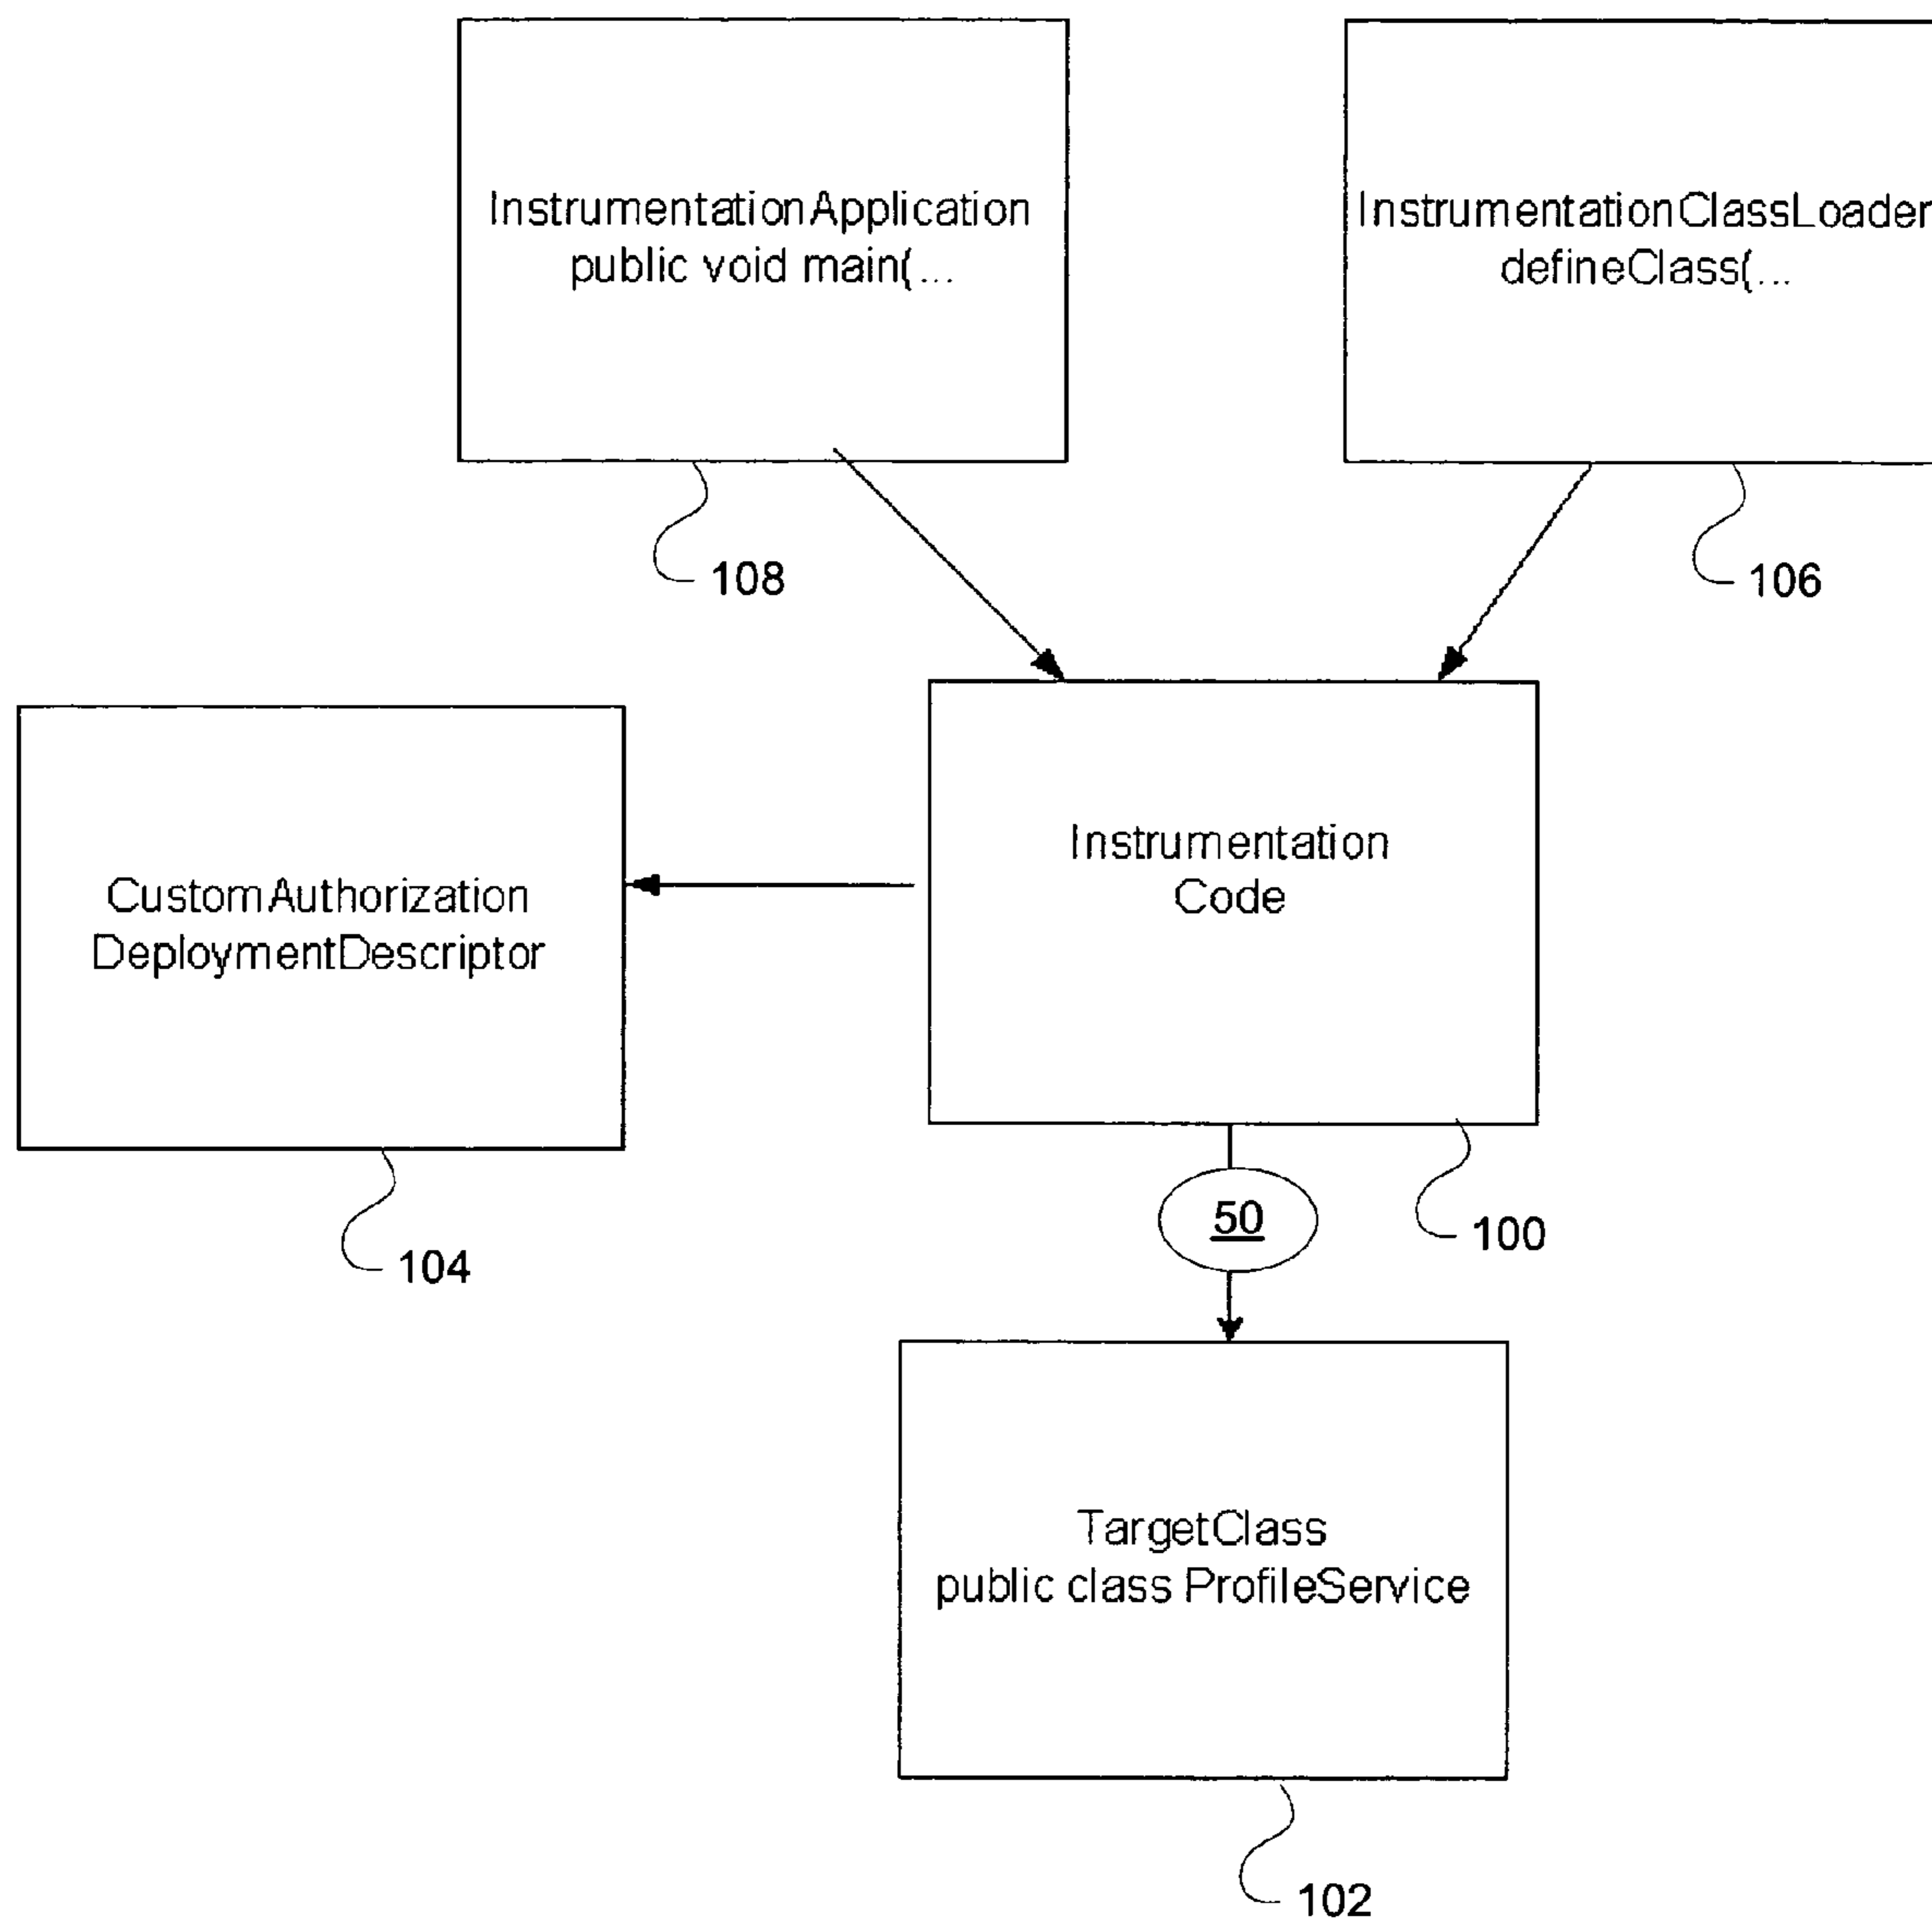 InstrumentationApplication
public void main(...
InstrumentationClassLoader
defineClass(...
108
106
Instrumentation
Code
CustomAuthorization
DeploymentDescriptor
50
100
104
TargetClass
public class ProfileService
102